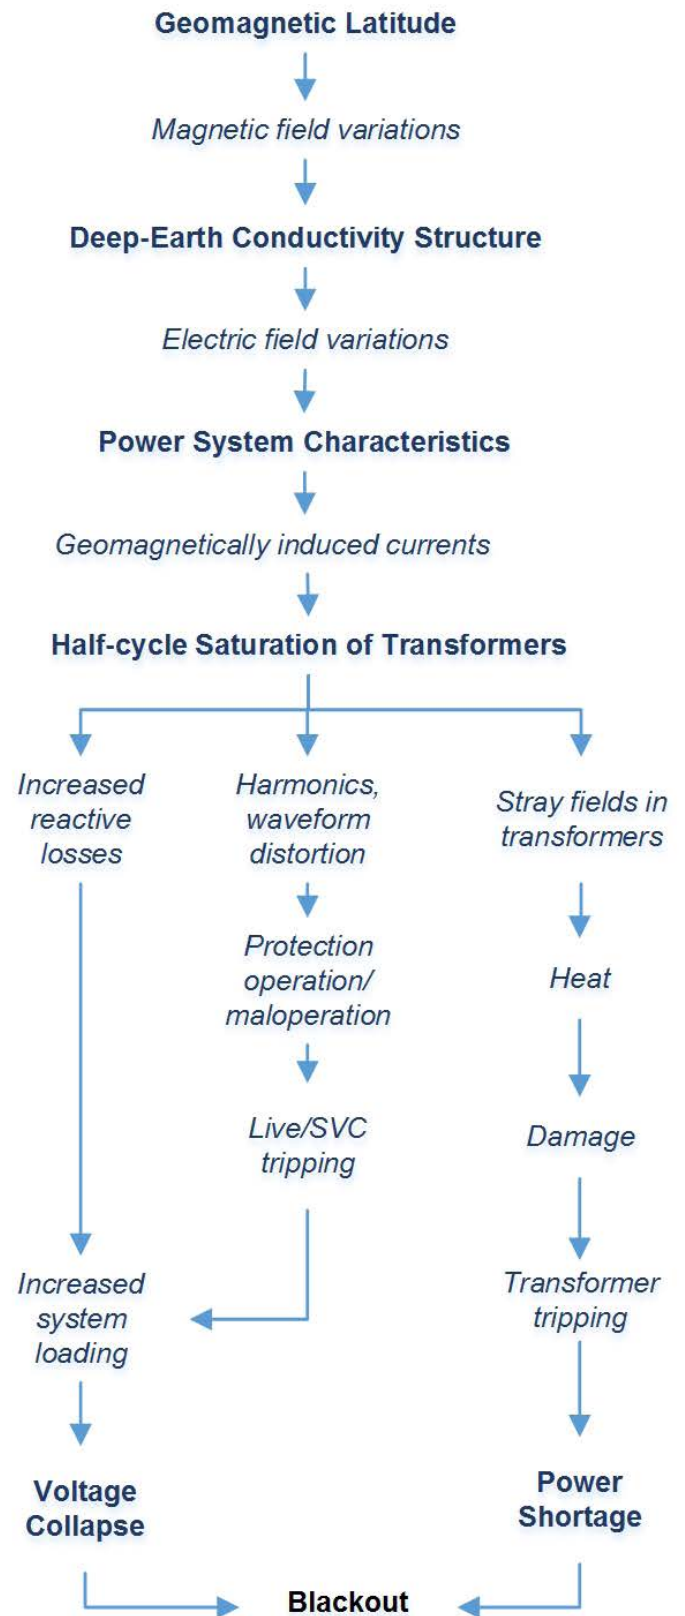 Geomagnetic Latitude
Magnetic field variations
Deep-Earth Conductivity Structure
Electric field variations
Power System Characteristics
Geomagnetically induced currents
Half-cycle Saturation of Transformers
Increased
reactive
losses
Harmonics,
waveform
distortion
Stray fields in
transformers
Protection
operation/
maloperation
Heat
Live/SVC
tripping
Damage
Increased
system
loading
Transformer
tripping
Voltage
Collapse
Power
Shortage
Blackout